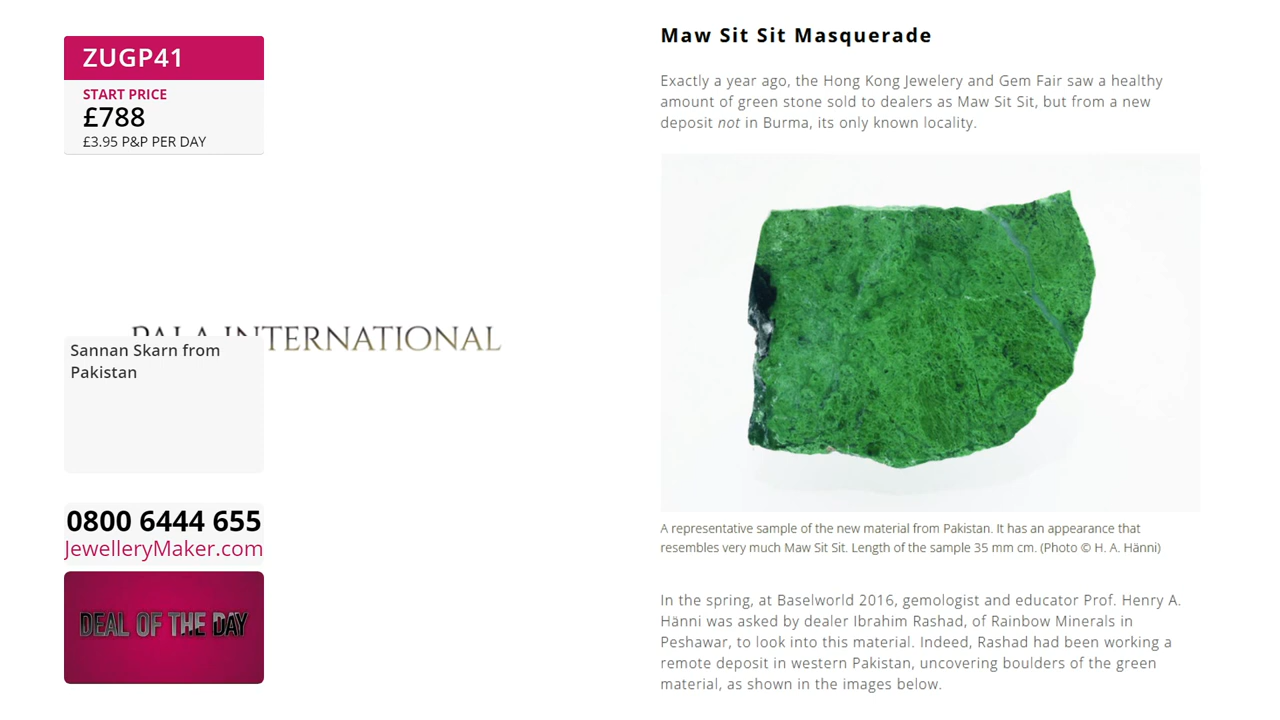 ZUGP41
START PRICE
£788
£3.95 P&P PER DAY
PALA INTERNATIONAL
Sannan Skarn from
Pakistan
0800 6444 655
JewelleryMaker.com
DEAL OF THE DAY
Maw Sit Sit Masquerade
Exactly a year ago, the Hong Kong Jewelery and Gem Fair saw a healthy
amount of green stone sold to dealers as Maw Sit Sit, but from a new
deposit not in Burma, its only known locality.
A representative sample of the new material from Pakistan. It has an appearance that
resembles very much Maw Sit Sit. Length of the sample 35 mm cm. (Photo © H. A. Hänni)
In the spring, at Baselworld 2016, gemologist and educator Prof. Henry A.
Hänni was asked by dealer Ibrahim Rashad, of Rainbow Minerals in
Peshawar, to look into this material. Indeed, Rashad had been working a
remote deposit in western Pakistan, uncovering boulders of the green
material, as shown in the images below.